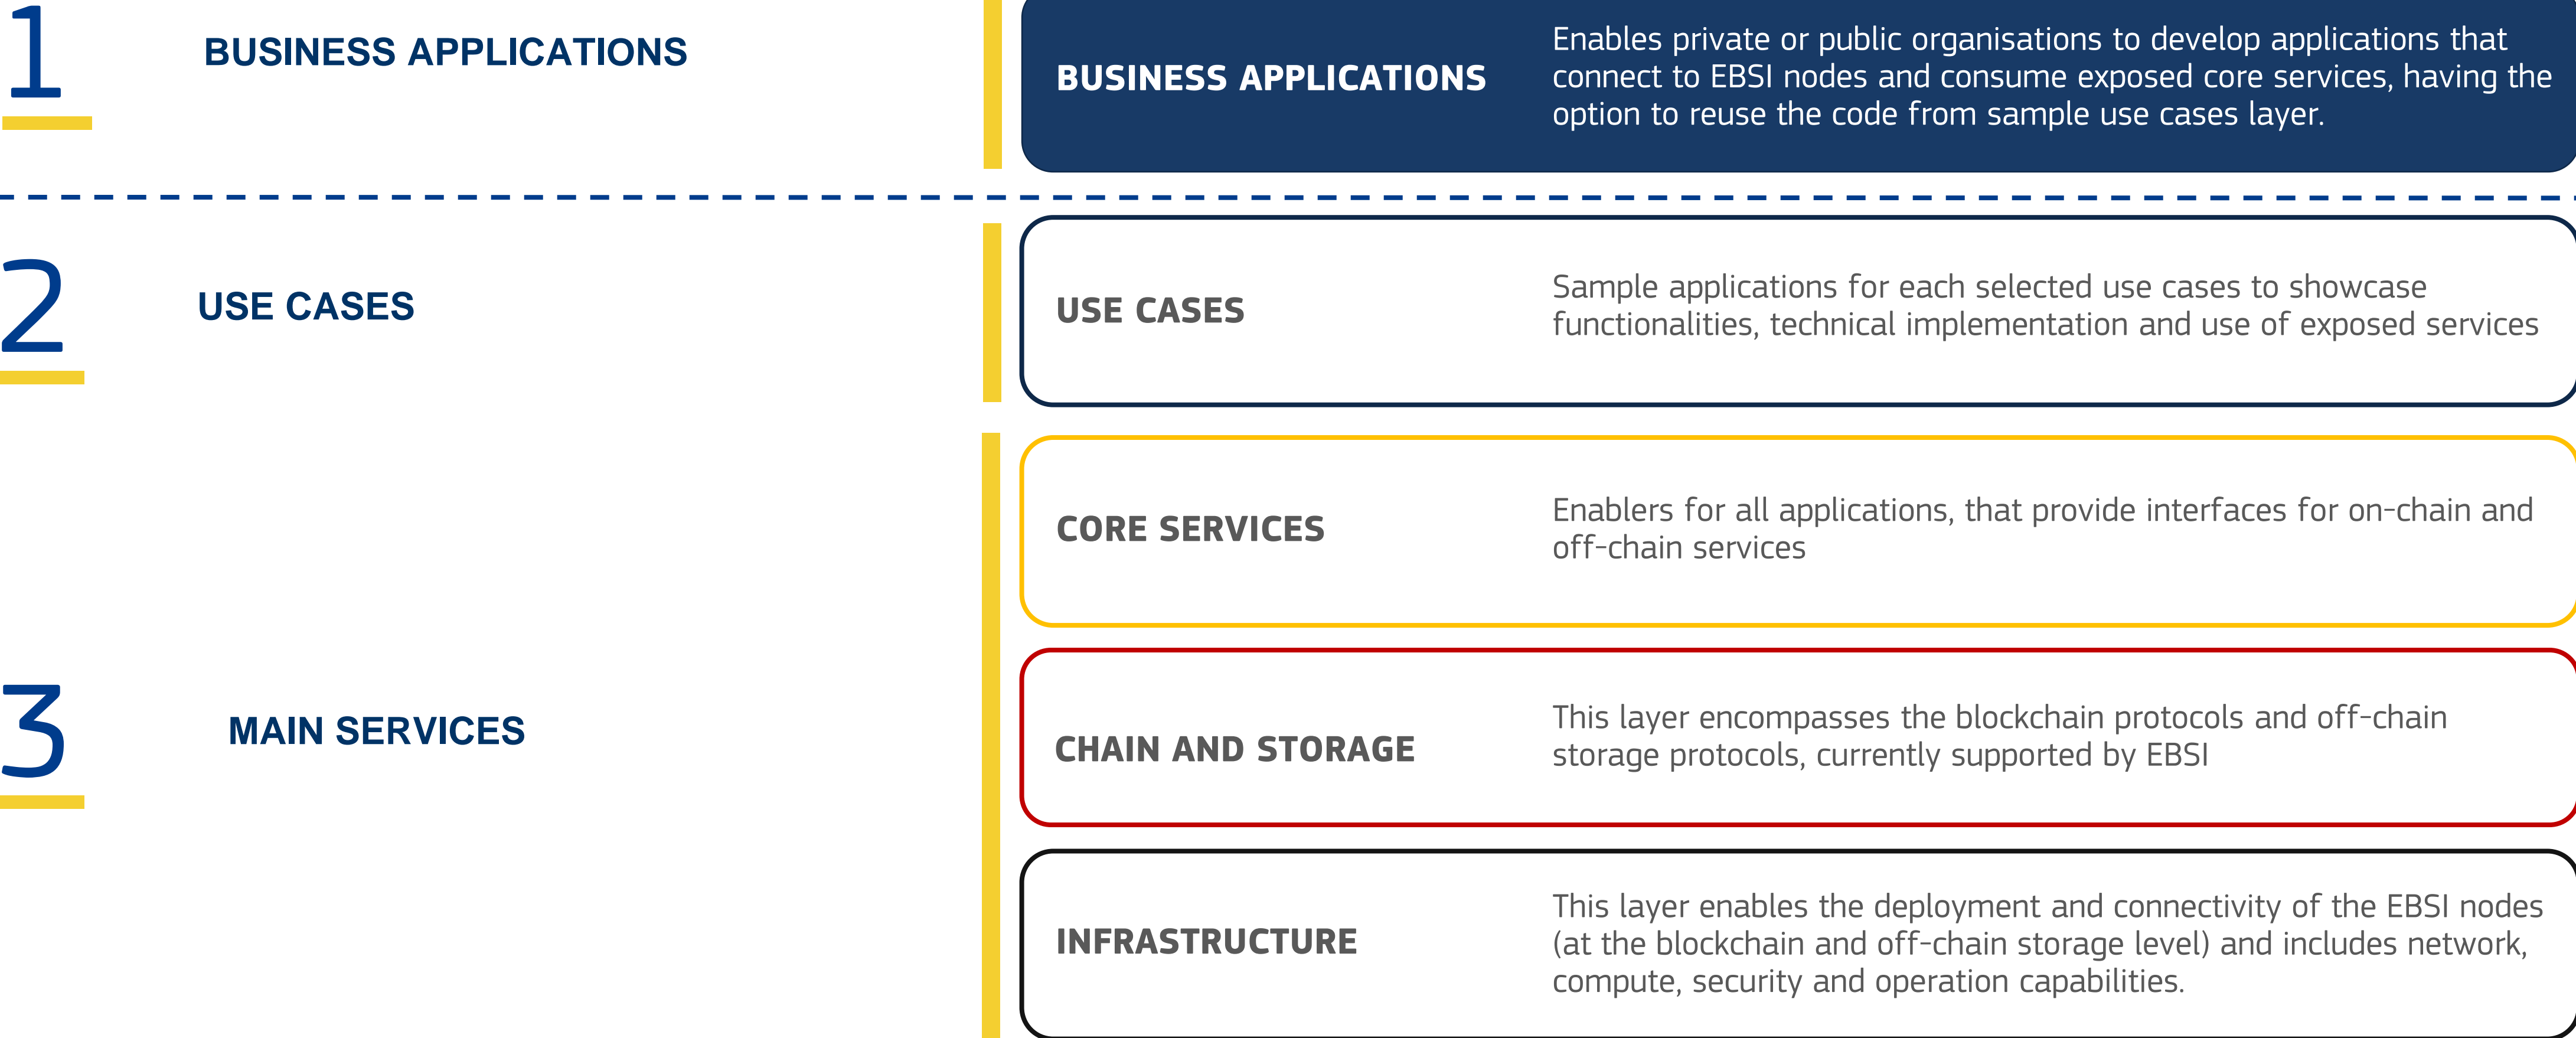 1
BUSINESS APPLICATIONS
BUSINESS APPLICATIONS
Enables private or public organisations to develop applications that
connect to EBSI nodes and consume exposed core services, having the
option to reuse the code from sample use cases layer.
2
USE CASES
USE CASES
Sample applications for each selected use cases to showcase
functionalities, technical implementation and use of exposed services
3
MAIN SERVICES
CORE SERVICES
Enablers for all applications, that provide interfaces for on-chain and
off-chain services
CHAIN AND STORAGE
This layer encompasses the blockchain protocols and off-chain
storage protocols, currently supported by EBSI
INFRASTRUCTURE
This layer enables the deployment and connectivity of the EBSI nodes
(at the blockchain and off-chain storage level) and includes network,
compute, security and operation capabilities.